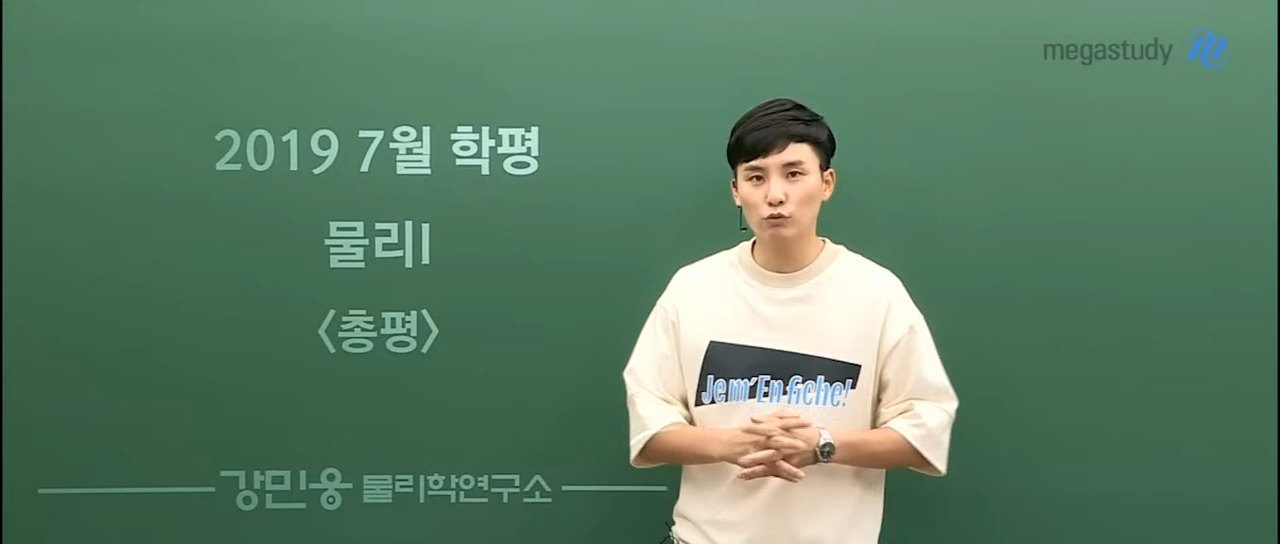 megastudy
2019 7월 학평
물리I
〈총평〉
Jem'En fiche!
강민웅 물리학연구소